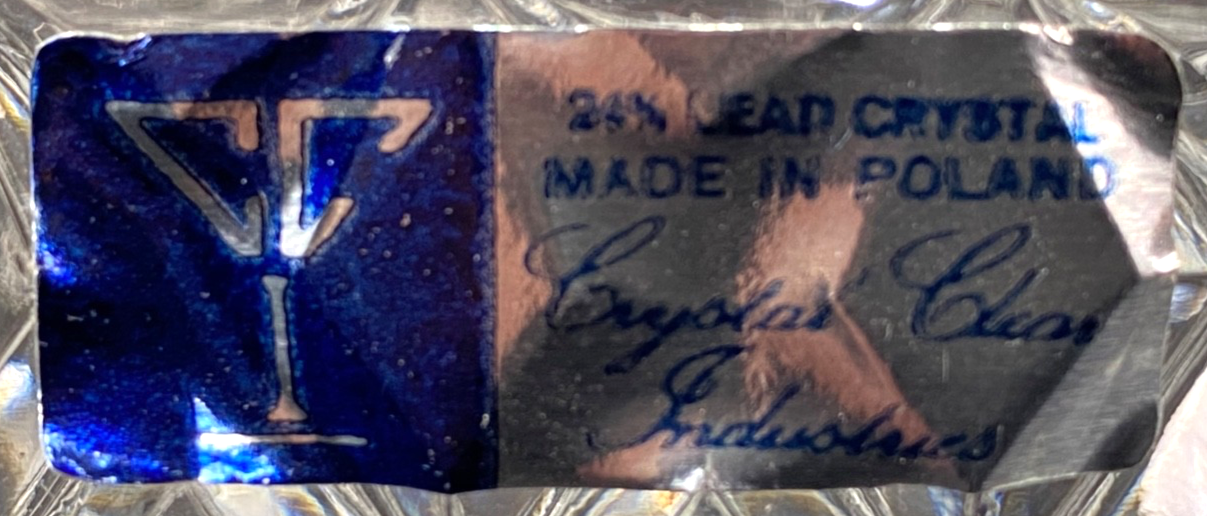 24% LEAD CRYSTAL
MADE IN POLAND
Crystal Clear
Industries